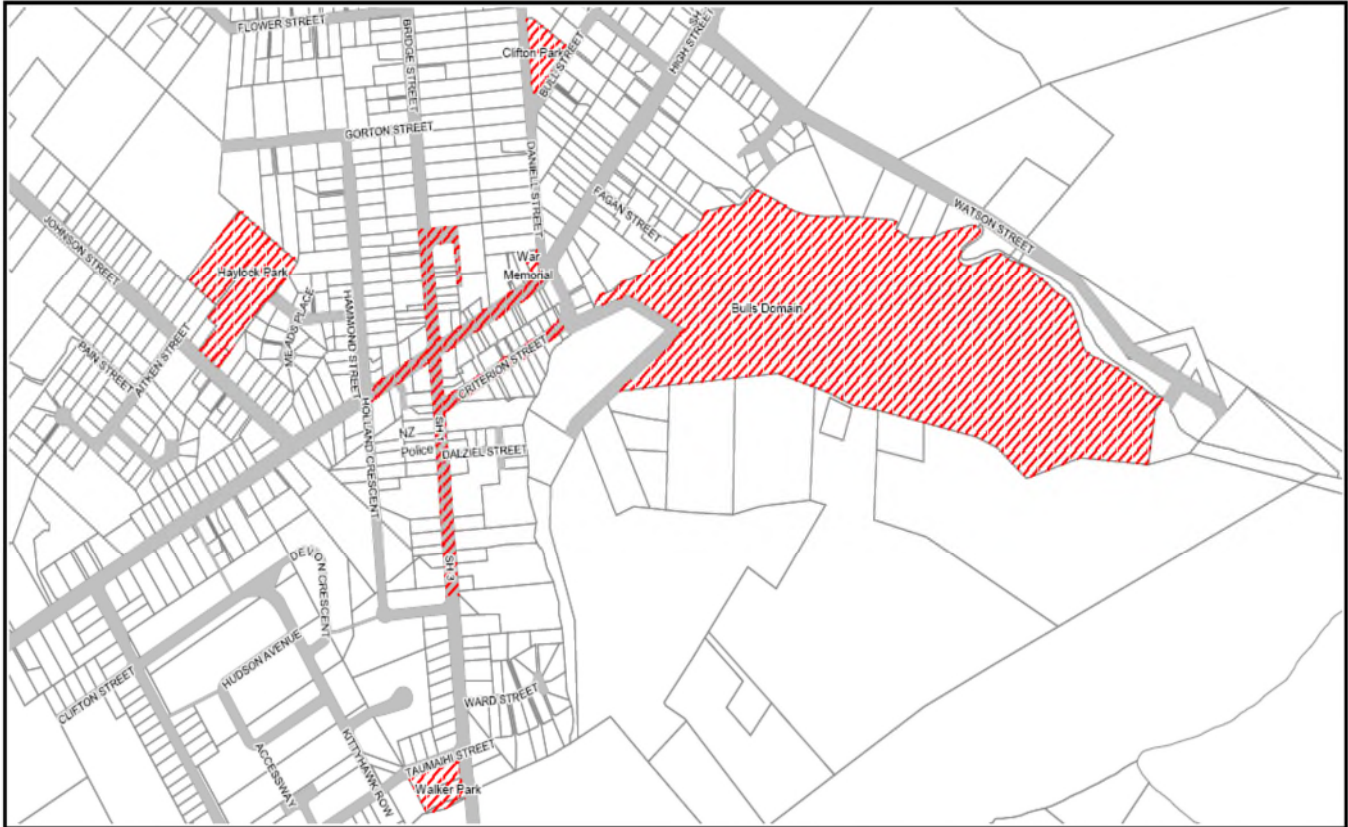 FLOWER STREET
BRIDGE STREET
Clifton Park
BULL STREET
HIGH STREET
SH
GORTON STREET
DANIELL STREET
FAGAN STREET
WATSON STREET
JOHNSON STREET
War
Memorial
Haylock Park
Bulls Domain
MEADS PLACE
HAMMOND STREET
PAIN STREET
AITKEN STREET
CRITERION STREET
HOLLAND CRESCENT
SH 1
NZ
Police
DALZIEL STREET
SH 3
DEVON CRESCENT
HUDSON AVENUE
CLIFTON STREET
WARD STREET
KITTYHAWK ROW
ACCESSWAY
TAUMAIHI STREET
Walker Park